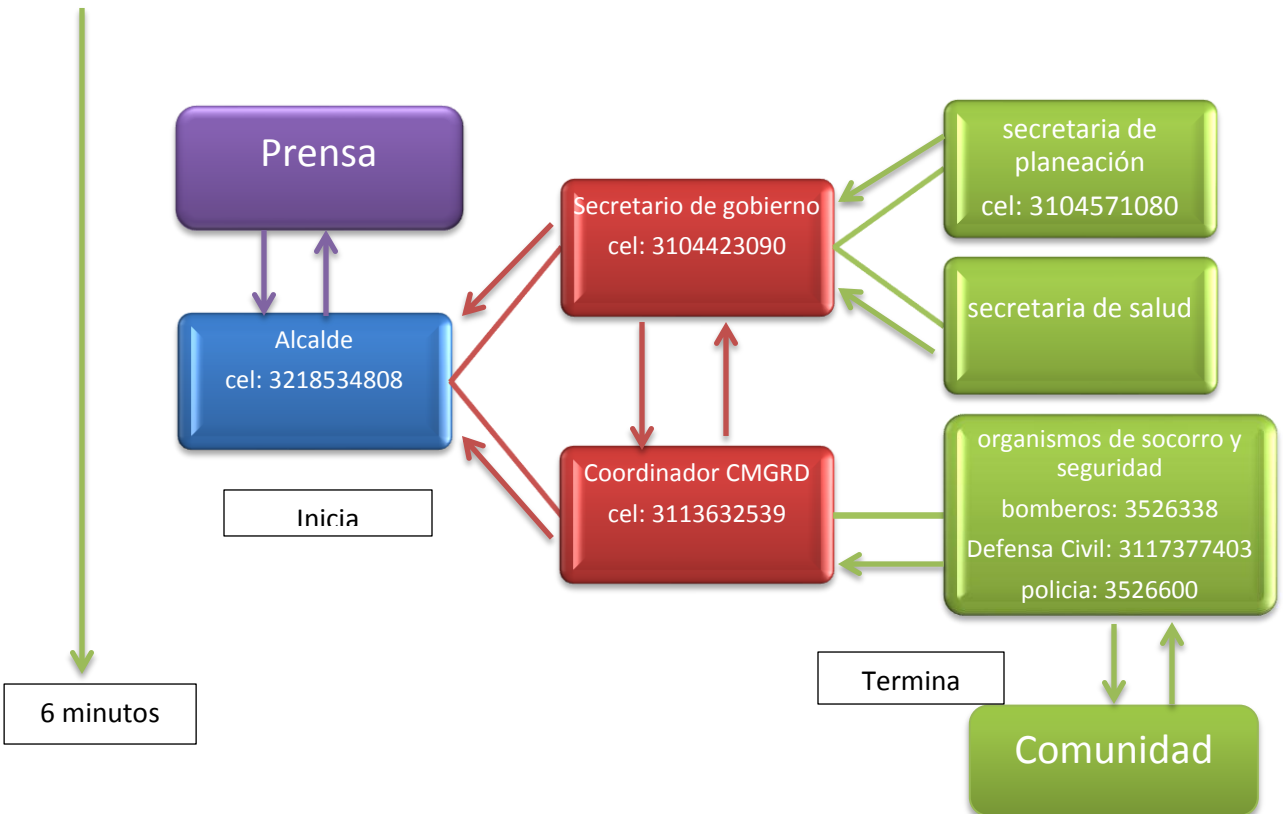 Prensa
Alcalde
cel: 3218534808
Inicia
Secretario de gobierno
cel: 3104423090
Coordinador CMGRD
cel: 3113632539
secretaria de
planeación
cel: 3104571080
secretaria de salud
organismos de socorro y
seguridad
bomberos: 3526338
Defensa Civil: 3117377403
policia: 3526600
Termina
6 minutos
Comunidad